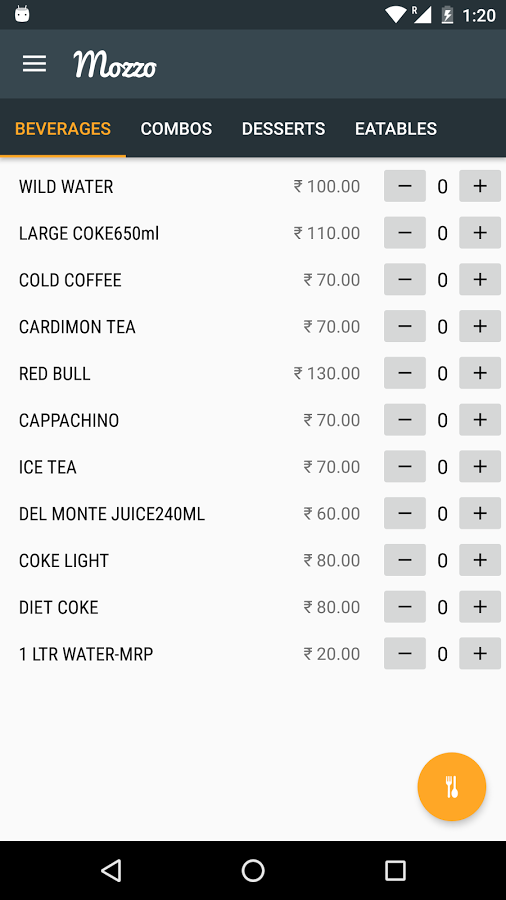 R 1:20
Mozzo
BEVERAGES COMBOS DESSERTS EATABLES
WILD WATER ₹ 100.00 − 0 +
LARGE COKE650ml ₹ 110.00 − 0 +
COLD COFFEE ₹ 70.00 − 0 +
CARDIMON TEA ₹ 70.00 − 0 +
RED BULL ₹ 130.00 − 0 +
CAPPACHINO ₹ 70.00 − 0 +
ICE TEA ₹ 70.00 − 0 +
DEL MONTE JUICE240ML ₹ 60.00 − 0 +
COKE LIGHT ₹ 80.00 − 0 +
DIET COKE ₹ 80.00 − 0 +
1 LTR WATER-MRP ₹ 20.00 − 0 +